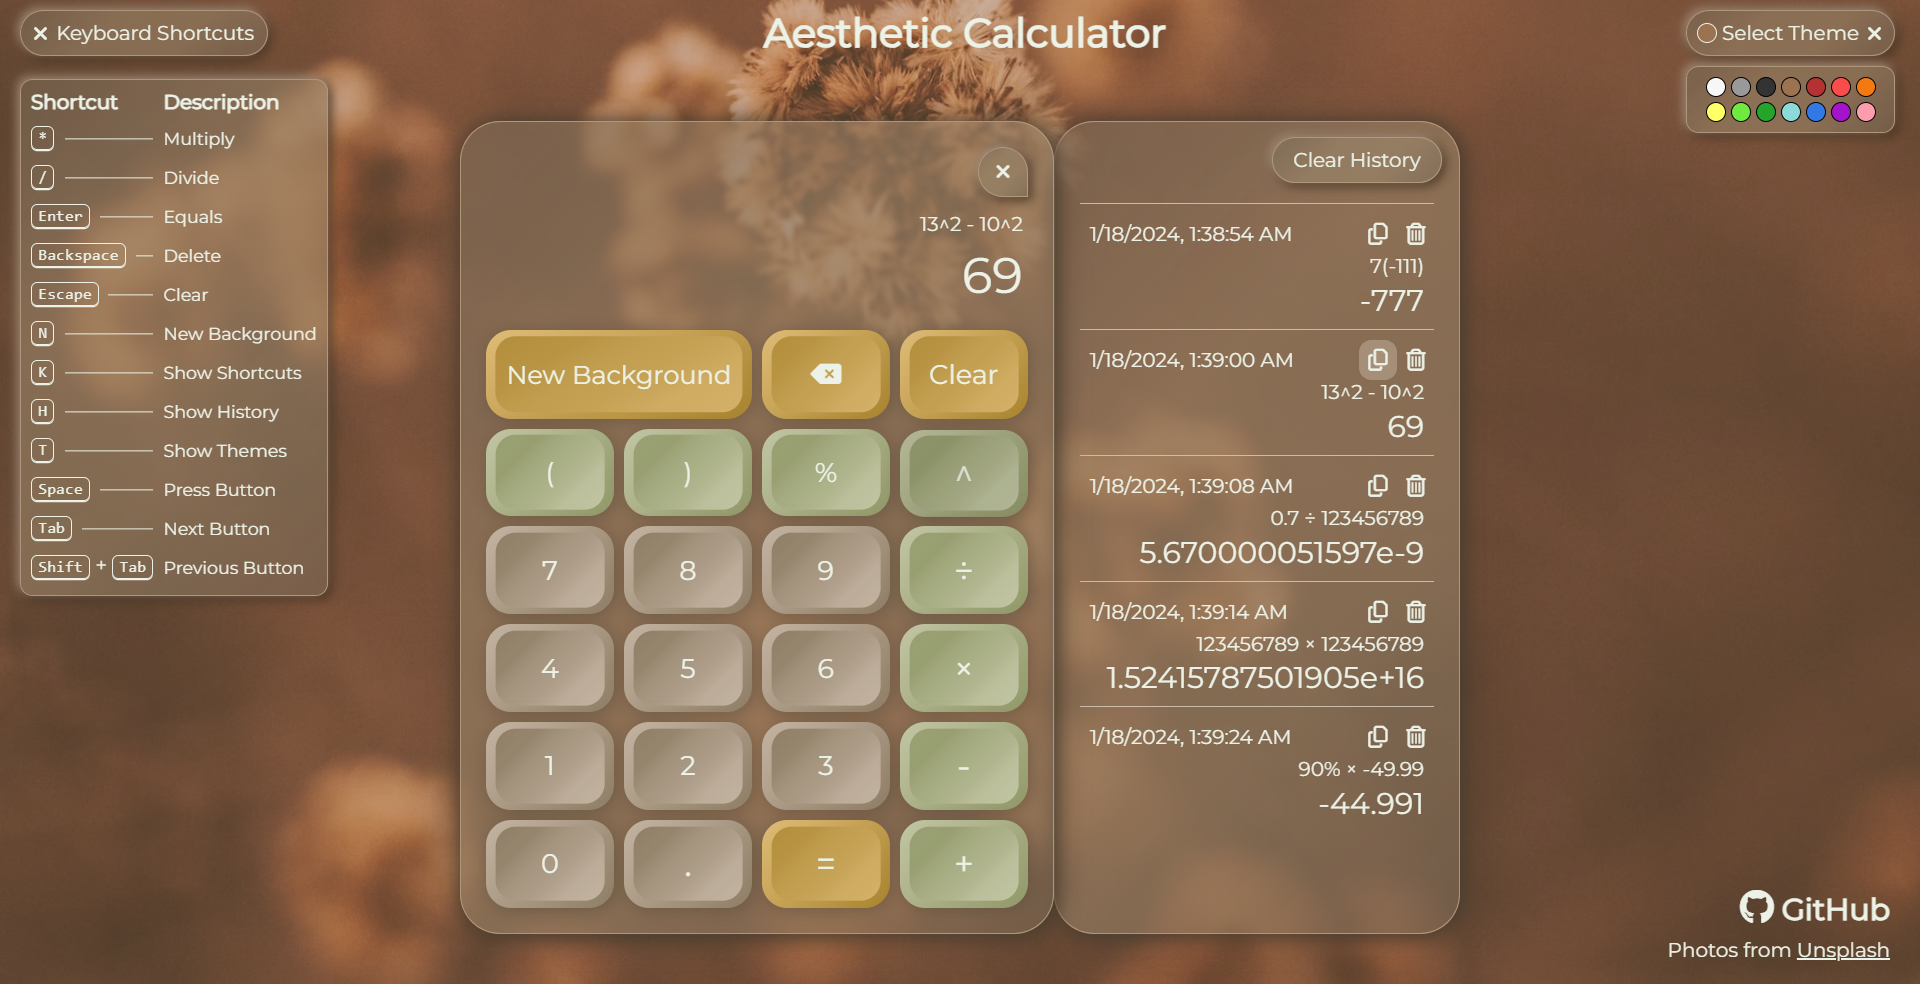 Keyboard Shortcuts
Aesthetic Calculator
Select Theme
Shortcut Description
* Multiply
/ Divide
Enter Equals
Backspace Delete
Escape Clear
N New Background
K Show Shortcuts
H Show History
T Show Themes
Space Press Button
Tab Next Button
Shift + Tab Previous Button
13^2 - 10^2
69
New Background Clear
( ) % ^
7 8 9 ÷
4 5 6 ×
1 2 3 -
0 . = +
Clear History
1/18/2024, 1:38:54 AM
7(-111)
-777
1/18/2024, 1:39:00 AM
13^2 - 10^2
69
1/18/2024, 1:39:08 AM
0.7 ÷ 123456789
5.670000051597e-9
1/18/2024, 1:39:14 AM
123456789 × 123456789
1.52415787501905e+16
1/18/2024, 1:39:24 AM
90% × -49.99
-44.991
GitHub
Photos from Unsplash